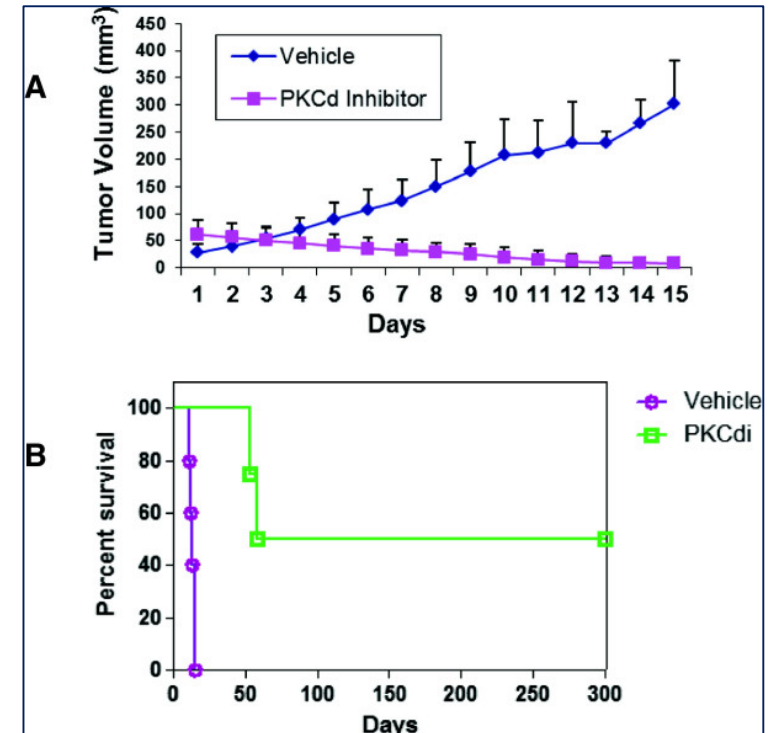 A
Tumor Volume (mm³)
450
400
350
300
250
200
150
100
50
0
Vehicle
PKCd Inhibitor
1 2 3 4 5 6 7 8 9 10 11 12 13 14 15
Days
B
Percent survival
100
80
60
40
20
0
0 50 100 150 200 250 300
Days
Vehicle
PKCdi